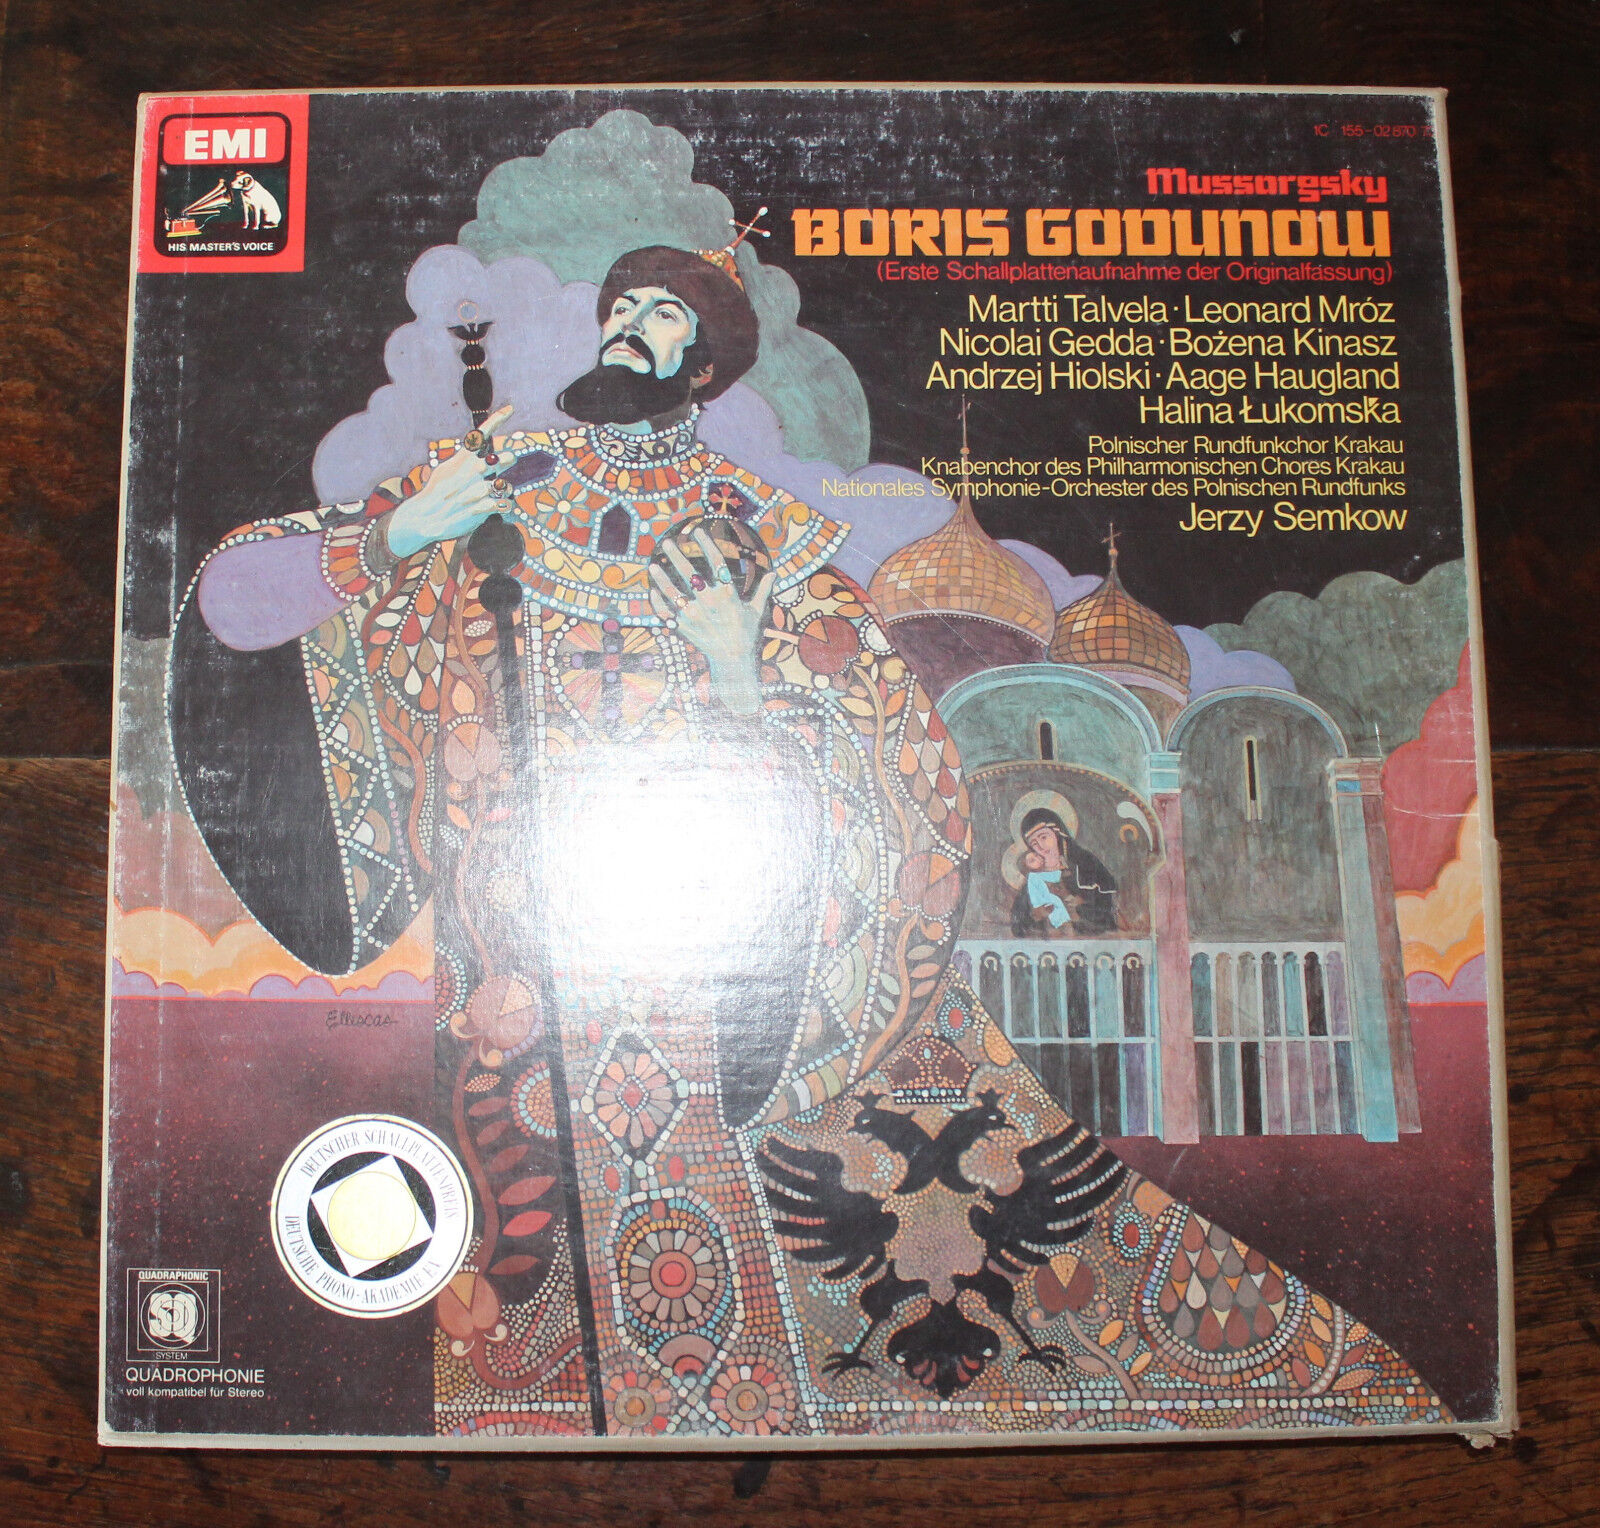 EMI
HIS MASTER'S VOICE
1C 155-02 870
Mussorgsky
BORIS GODUNOW
(Erste Schallplattenaufnahme der Originalfassung)
Martti Talvela · Leonard Mróz
Nicolai Gedda · Bożena Kinasz
Andrzej Hiolski · Aage Haugland
Halina Łukomska
Polnischer Rundfunkchor Krakau
Knabenchor des Philharmonischen Chores Krakau
Nationales Symphonie-Orchester des Polnischen Rundfunks
Jerzy Semkow
DEUTSCHER SCHALLPLATTENPREIS
DEUTSCHE PHONO-AKADEMIE E.V.
QUADRAPHONIC
SQ
SYSTEM
QUADROPHONIE
voll kompatibel für Stereo